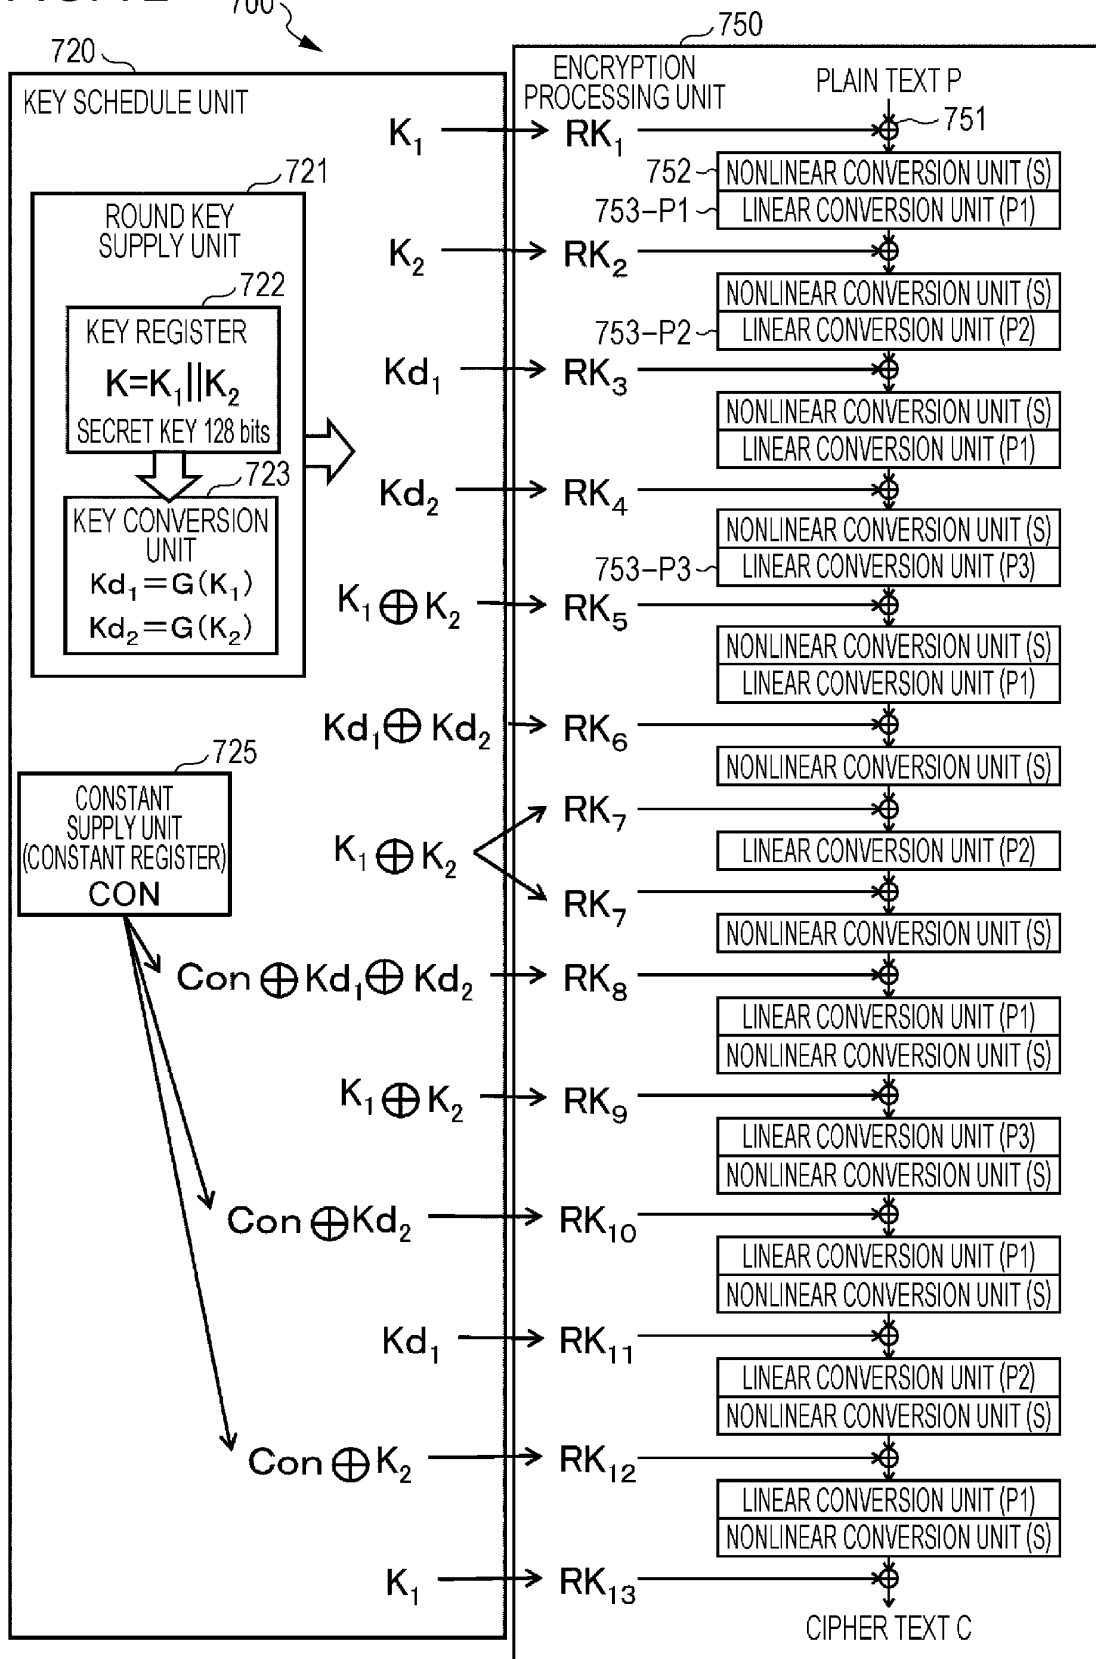 700
720
KEY SCHEDULE UNIT
721
ROUND KEY
SUPPLY UNIT
722
KEY REGISTER
K=K₁||K₂
SECRET KEY 128 bits
723
KEY CONVERSION
UNIT
Kd₁=G(K₁)
Kd₂=G(K₂)
725
CONSTANT
SUPPLY UNIT
(CONSTANT REGISTER)
CON
K₁
K₂
Kd₁
Kd₂
K₁⊕K₂
Kd₁⊕Kd₂
K₁⊕K₂
Con⊕Kd₁⊕Kd₂
K₁⊕K₂
Con⊕Kd₂
Kd₁
Con⊕K₂
K₁
750
ENCRYPTION
PROCESSING UNIT
RK₁
RK₂
RK₃
RK₄
RK₅
RK₆
RK₇
RK₇
RK₈
RK₉
RK₁₀
RK₁₁
RK₁₂
RK₁₃
PLAIN TEXT P
751
752
NONLINEAR CONVERSION UNIT (S)
753-P1
LINEAR CONVERSION UNIT (P1)
NONLINEAR CONVERSION UNIT (S)
753-P2
LINEAR CONVERSION UNIT (P2)
NONLINEAR CONVERSION UNIT (S)
LINEAR CONVERSION UNIT (P1)
NONLINEAR CONVERSION UNIT (S)
753-P3
LINEAR CONVERSION UNIT (P3)
NONLINEAR CONVERSION UNIT (S)
LINEAR CONVERSION UNIT (P1)
NONLINEAR CONVERSION UNIT (S)
LINEAR CONVERSION UNIT (P2)
NONLINEAR CONVERSION UNIT (S)
LINEAR CONVERSION UNIT (P1)
NONLINEAR CONVERSION UNIT (S)
LINEAR CONVERSION UNIT (P3)
NONLINEAR CONVERSION UNIT (S)
LINEAR CONVERSION UNIT (P1)
NONLINEAR CONVERSION UNIT (S)
LINEAR CONVERSION UNIT (P2)
NONLINEAR CONVERSION UNIT (S)
LINEAR CONVERSION UNIT (P1)
NONLINEAR CONVERSION UNIT (S)
CIPHER TEXT C